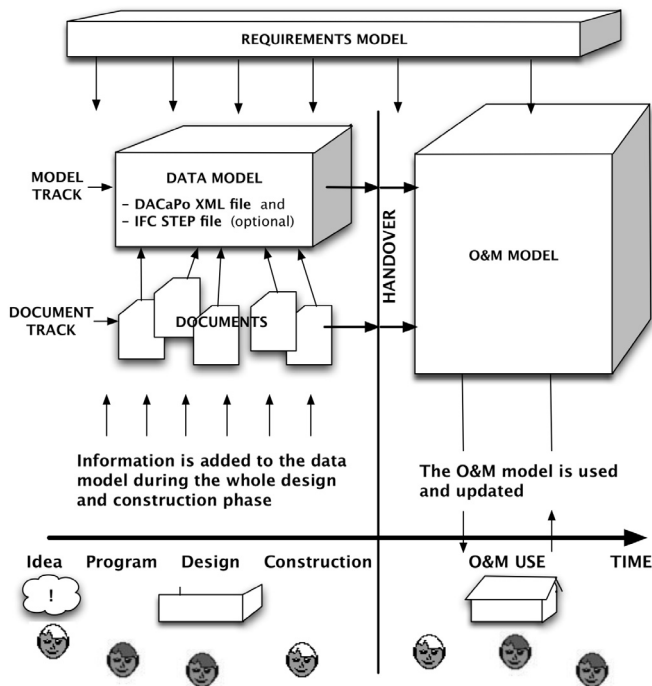 REQUIREMENTS MODEL
MODEL
TRACK
DATA MODEL
– DACaPo XML file and
– IFC STEP file (optional)
HANDOVER
O&M MODEL
DOCUMENT
TRACK
DOCUMENTS
Information is added to the data
model during the whole design
and construction phase
The O&M model is used
and updated
Idea Program Design Construction O&M USE TIME
!